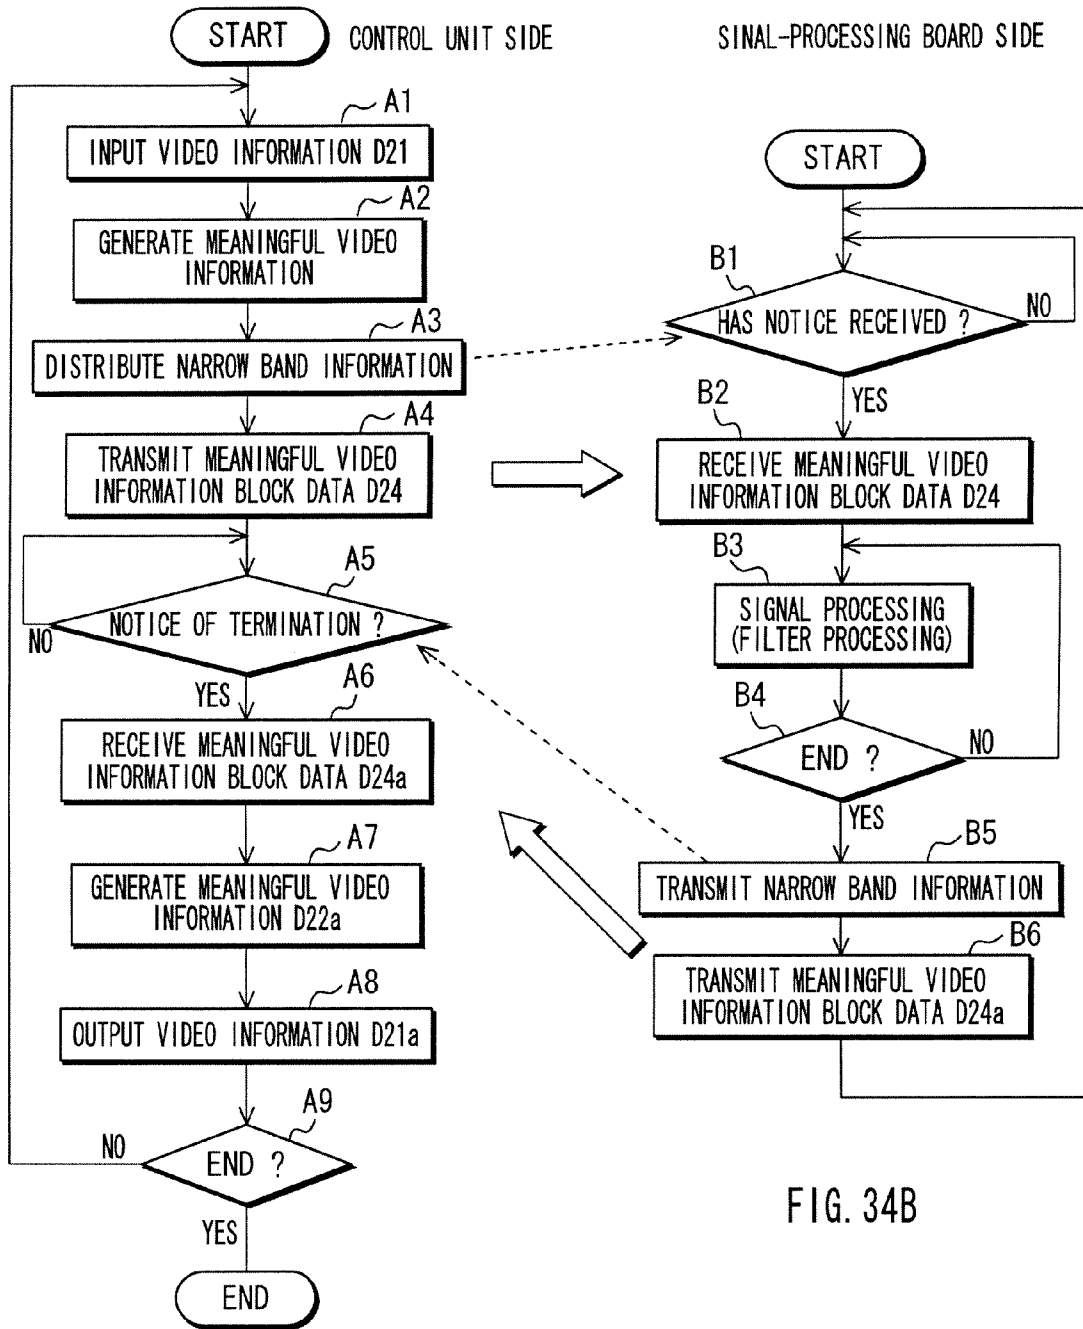 START
CONTROL UNIT SIDE
A1
INPUT VIDEO INFORMATION D21
A2
GENERATE MEANINGFUL VIDEO
INFORMATION
A3
DISTRIBUTE NARROW BAND INFORMATION
A4
TRANSMIT MEANINGFUL VIDEO
INFORMATION BLOCK DATA D24
A5
NOTICE OF TERMINATION ?
NO
YES
A6
RECEIVE MEANINGFUL VIDEO
INFORMATION BLOCK DATA D24a
A7
GENERATE MEANINGFUL VIDEO
INFORMATION D22a
A8
OUTPUT VIDEO INFORMATION D21a
A9
NO
END ?
YES
END
SINAL-PROCESSING BOARD SIDE
START
B1
HAS NOTICE RECEIVED ?
NO
YES
B2
RECEIVE MEANINGFUL VIDEO
INFORMATION BLOCK DATA D24
B3
SIGNAL PROCESSING
(FILTER PROCESSING)
B4
END ?
NO
YES
B5
TRANSMIT NARROW BAND INFORMATION
B6
TRANSMIT MEANINGFUL VIDEO
INFORMATION BLOCK DATA D24a
FIG. 34B